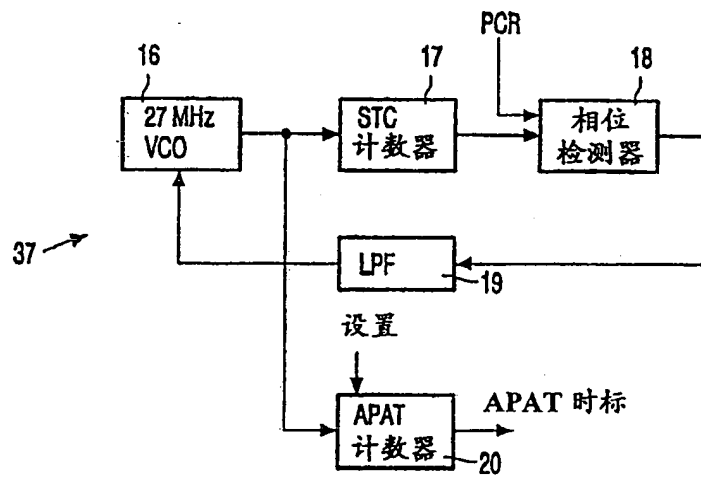 PCR
16
17
18
27 MHz
VCO
STC
计数器
相位
检测器
37
LPF
19
设置
APAT
计数器
20
APAT 时标